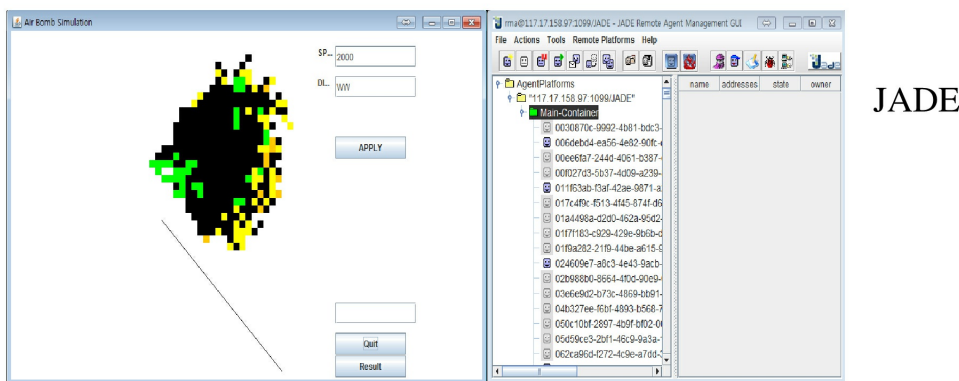 Air Bomb Simulation
SP... 2000
DI... WW
APPLY
Quit
Result
rma@117.17.158.97:1099/JADE - JADE Remote Agent Management GUI
File Actions Tools Remote Platforms Help
Jade
AgentPlatforms
"117.17.158.97:1099/JADE"
Main-Container
0030870c-9992-4b81-bdc3-
006debd4-ea56-4e82-90fc-
00ee6fa7-244d-4061-b387-
00f027d3-5b37-4d09-a239-
011f63ab-f3af-42ae-9871-a
017c4f9c-f513-4f45-874f-d6
01a4498a-d2d0-462a-95d2-
01f7f183-c929-429e-9b6b-d
01f9a282-21f9-44be-a615-9
024609e7-a8c3-4e43-9acb-
02b988b0-8664-4f0d-90e9-
03e6e9d2-b73c-4869-bb91-
04b327ee-f6bf-4893-b568-7
050c10bf-2897-4b9f-bf02-0
05d59ce3-2bf1-46c9-9a3a-
062ca96d-f272-4c9e-a7dd-
name addresses state owner
JADE